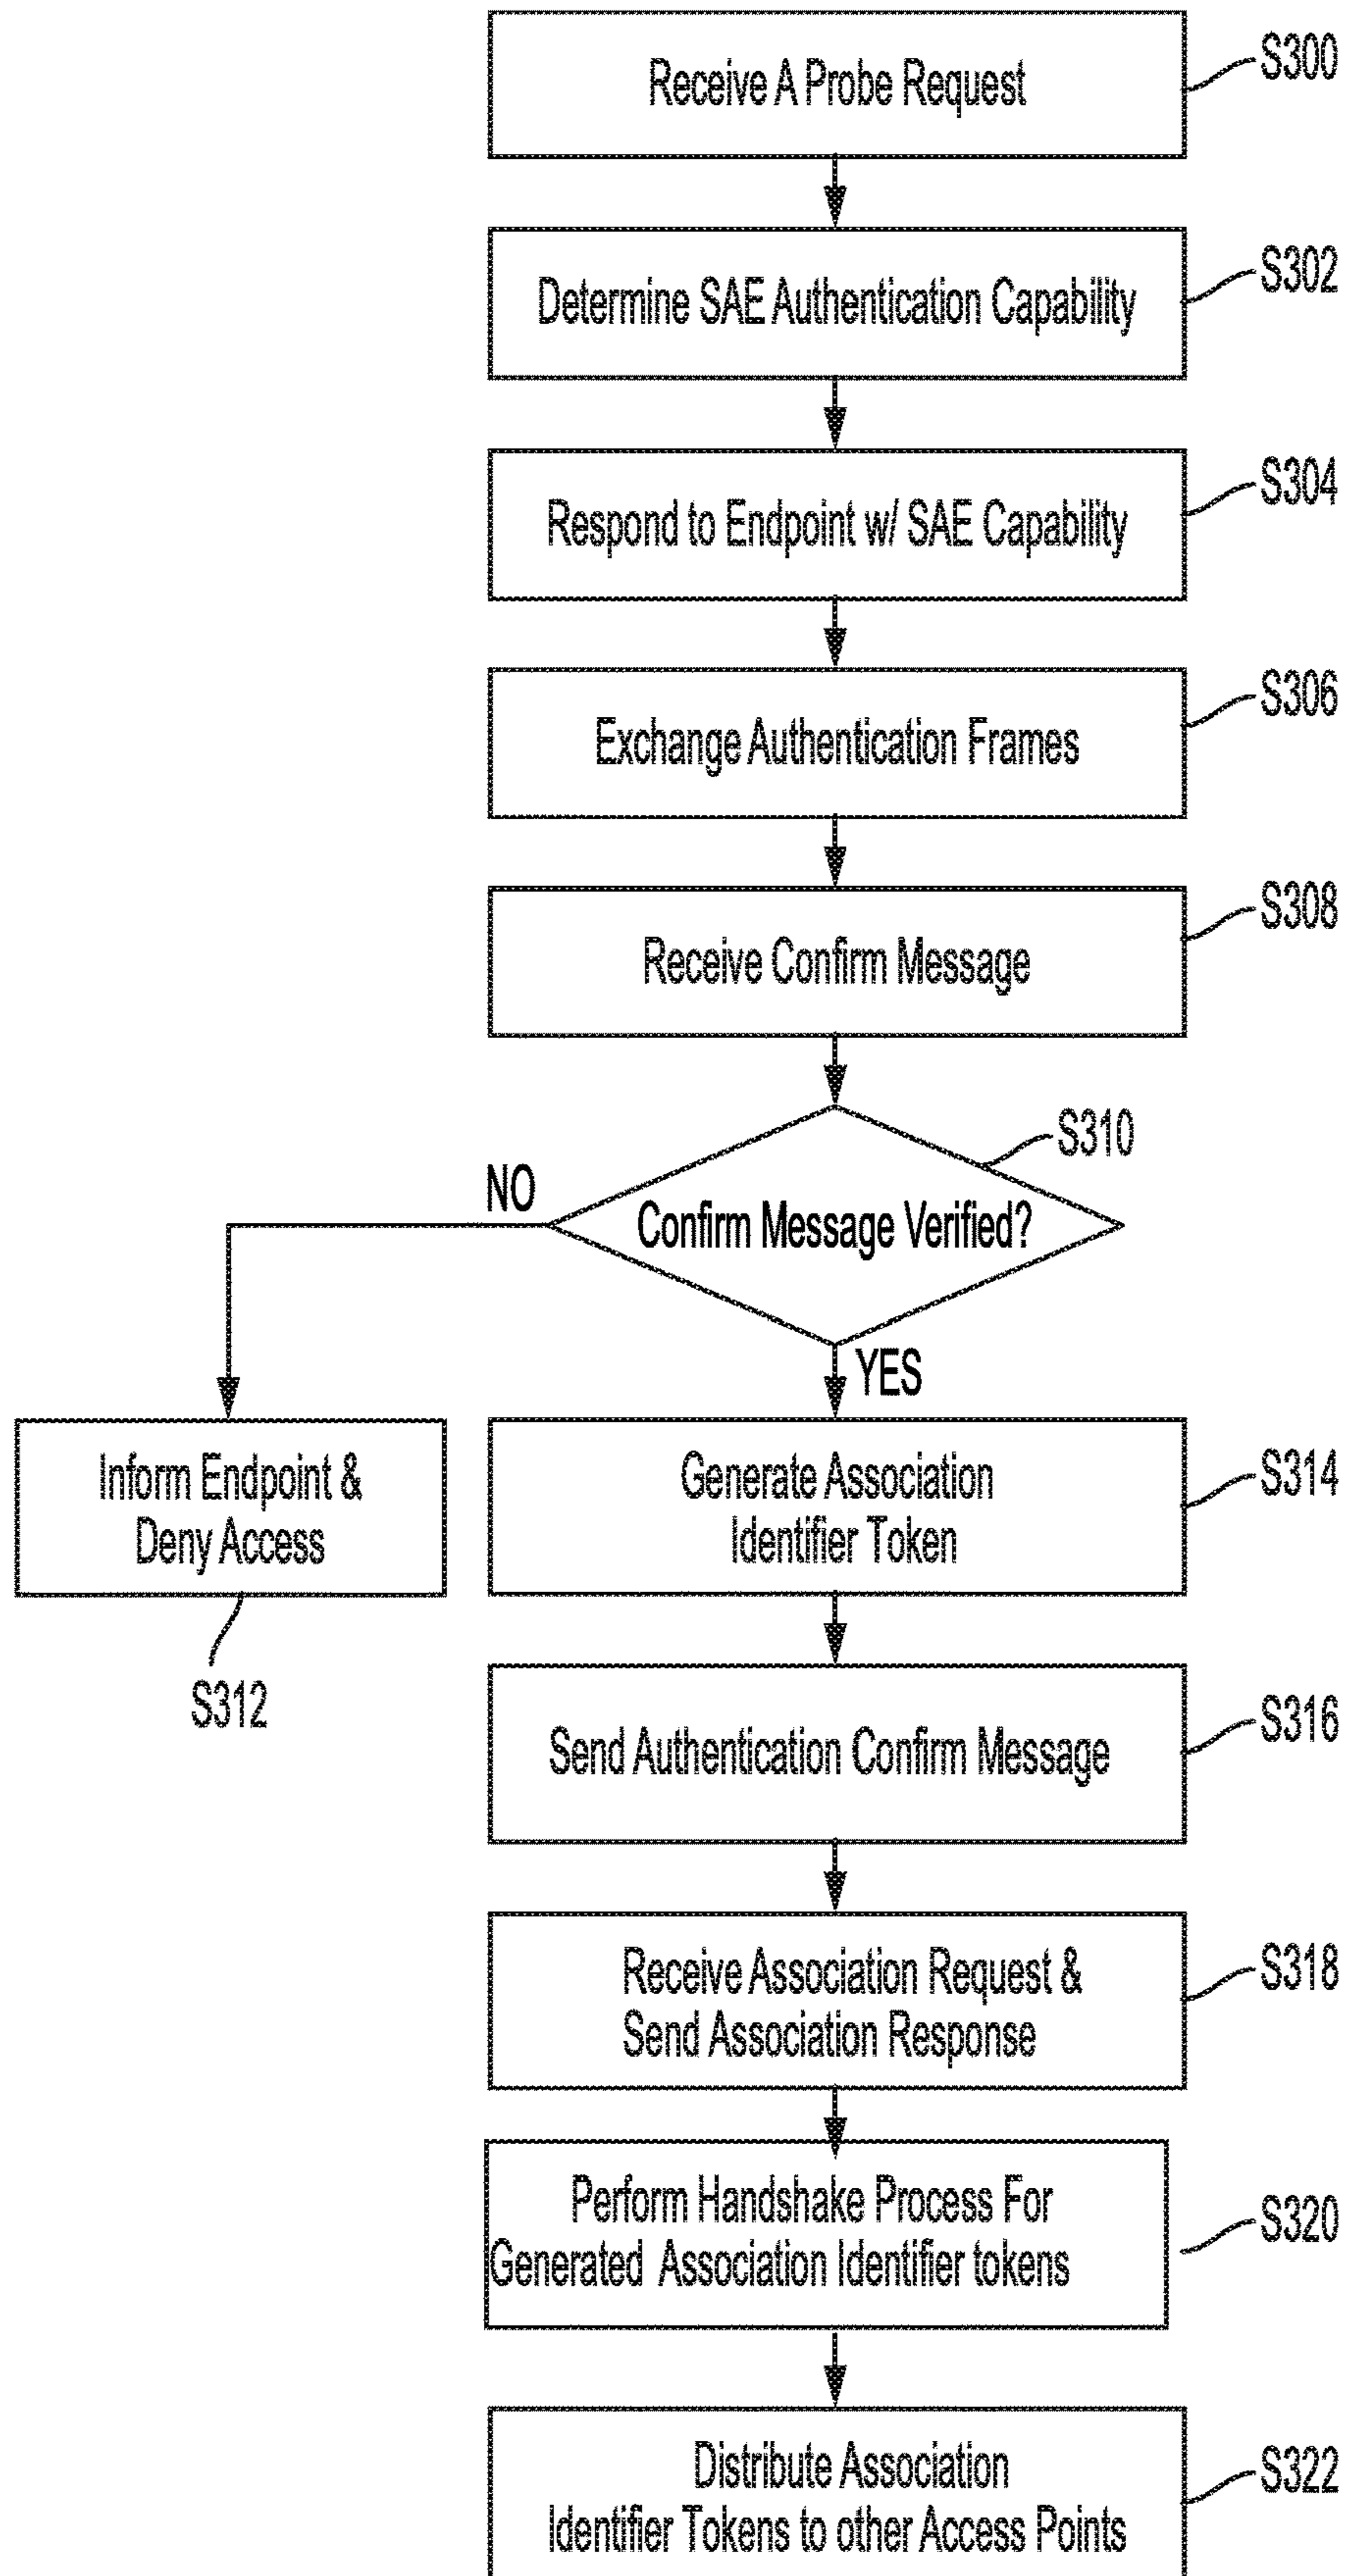 Receive A Probe Request
S300
Determine SAE Authentication Capability
S302
Respond to Endpoint w/ SAE Capability
S304
Exchange Authentication Frames
S306
Receive Confirm Message
S308
S310
NO
Confirm Message Verified?
YES
Inform Endpoint &
Deny Access
S312
Generate Association
Identifier Token
S314
Send Authentication Confirm Message
S316
Receive Association Request &
Send Association Response
S318
Perform Handshake Process For
Generated Association Identifier tokens
S320
Distribute Association
Identifier Tokens to other Access Points
S322